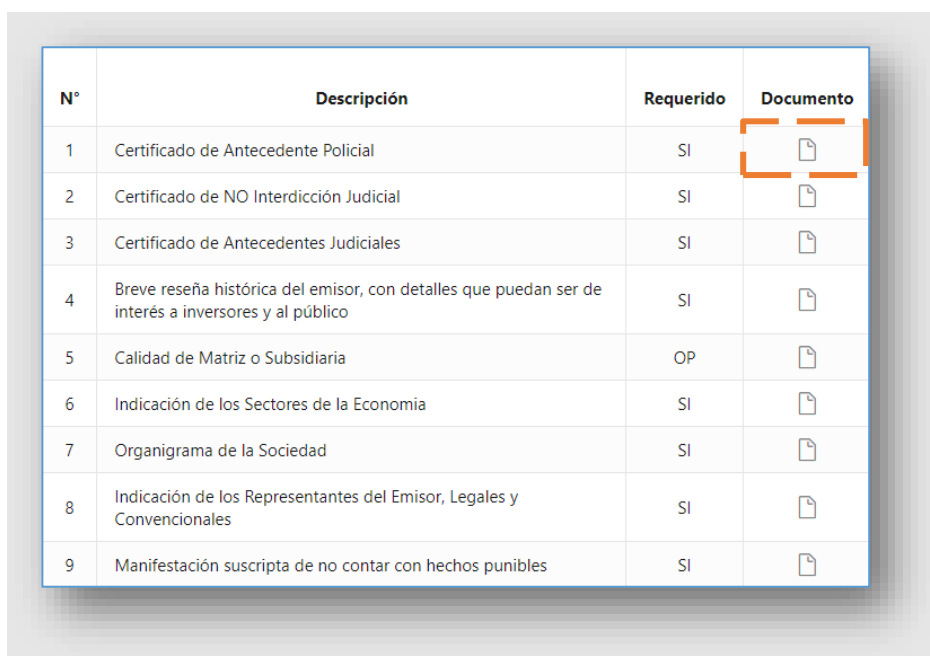 N° Descripción Requerido Documento
1 Certificado de Antecedente Policial SI
2 Certificado de NO Interdicción Judicial SI
3 Certificado de Antecedentes Judiciales SI
4 Breve reseña histórica del emisor, con detalles que puedan ser de
interés a inversores y al público SI
5 Calidad de Matriz o Subsidiaria OP
6 Indicación de los Sectores de la Economia SI
7 Organigrama de la Sociedad SI
8 Indicación de los Representantes del Emisor, Legales y
Convencionales SI
9 Manifestación suscripta de no contar con hechos punibles SI